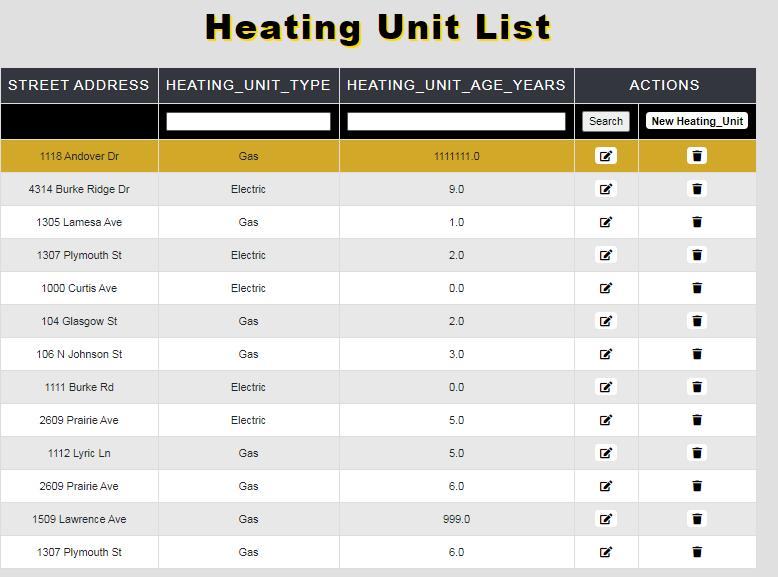 Heating Unit List
STREET ADDRESS HEATING_UNIT_TYPE HEATING_UNIT_AGE_YEARS ACTIONS
Search New Heating_Unit
1118 Andover Dr Gas 1111111.0
4314 Burke Ridge Dr Electric 9.0
1305 Lamesa Ave Gas 1.0
1307 Plymouth St Electric 2.0
1000 Curtis Ave Electric 0.0
104 Glasgow St Gas 2.0
106 N Johnson St Gas 3.0
1111 Burke Rd Electric 0.0
2609 Prairie Ave Electric 5.0
1112 Lyric Ln Gas 5.0
2609 Prairie Ave Gas 6.0
1509 Lawrence Ave Gas 999.0
1307 Plymouth St Gas 6.0